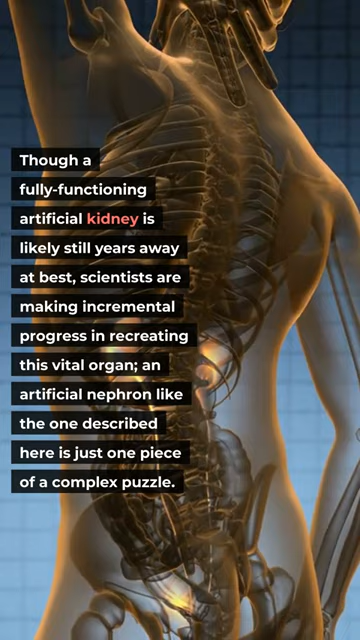 Though a
fully-functioning
artificial kidney is
likely still years away
at best, scientists are
making incremental
progress in recreating
this vital organ; an
artificial nephron like
the one described
here is just one piece
of a complex puzzle.